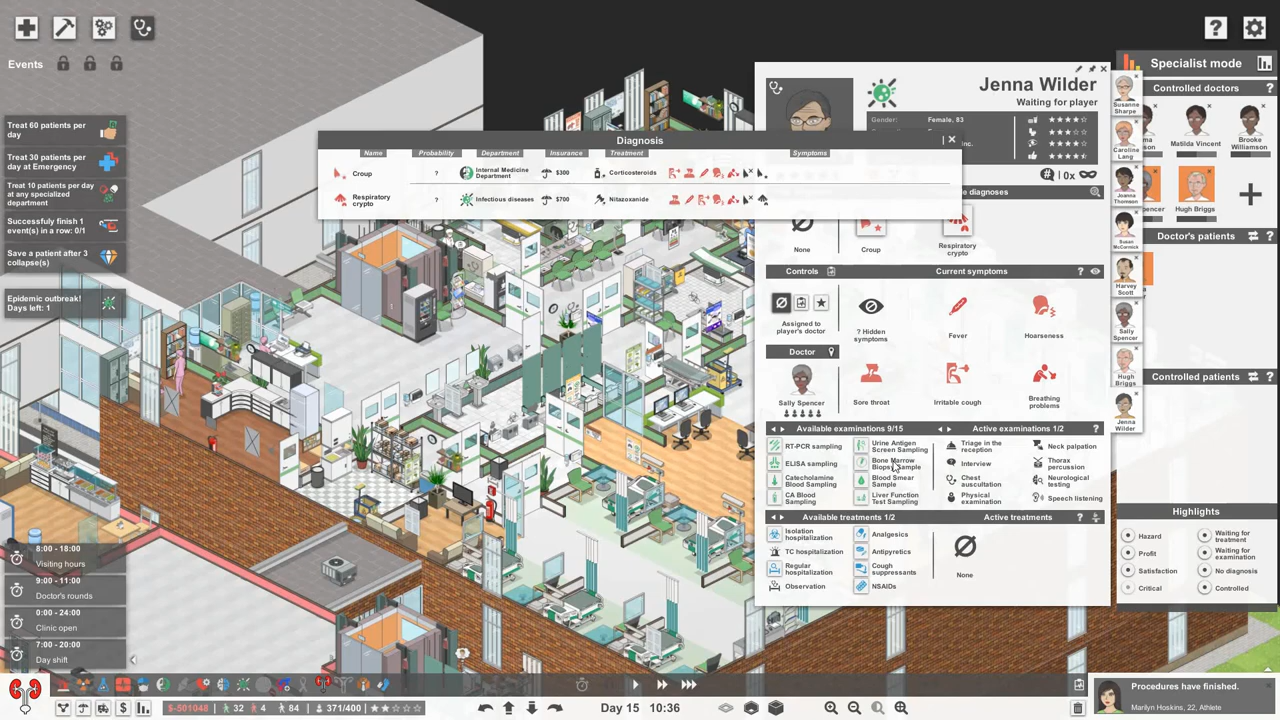 Events
Treat 60 patients per
day
Treat 30 patients per
day at Emergency
Treat 10 patients per day
at any specialized
department
Successfuly finish 1
event(s) in a row: 0/1
Save a patient after 3
collapse(s)
Epidemic outbreak!
Days left: 1
8:00 - 18:00
Visiting hours
9:00 - 11:00
Doctor's rounds
0:00 - 24:00
Clinic open
7:00 - 20:00
Day shift
Diagnosis
Name Probability Department Insurance Treatment Symptoms
Croup ? Internal Medicine Department $300 Corticosteroids
Respiratory crypto ? Infectious diseases $700 Nitazoxanide
Jenna Wilder
Waiting for player
Gender: Female, 83
inc.
0x
e diagnoses
None
Croup
Respiratory
crypto
Controls
Current symptoms
?
Assigned to
player's doctor
? Hidden
symptoms
Fever
Hoarseness
Doctor
Sally Spencer
Sore throat
Irritable cough
Breathing
problems
Available examinations 9/15
Active examinations 1/2
?
RT-PCR sampling
ELISA sampling
Catecholamine
Blood Sampling
CA Blood
Sampling
Urine Antigen
Screen Sampling
Bone Marrow
Biopsy Sample
Blood Smear
Sample
Liver Function
Test Sampling
Triage in the
reception
Interview
Chest
auscultation
Physical
examination
Neck palpation
Thorax
percussion
Neurological
testing
Speech listening
Available treatments 1/2
Active treatments
?
Isolation
hospitalization
TC hospitalization
Regular
hospitalization
Observation
Analgesics
Antipyretics
Cough
suppressants
NSAIDs
None
Susanne
Sharpe
Carolina
Lang
Joanna
Thomson
Susan
McCormick
Harvey
Scott
Sally
Spencer
Hugh
Briggs
Jenna
Wilder
?
Specialist mode
Controlled doctors
?
Matilda Vincent
Brooke
Williamson
Hugh Briggs
Doctor's patients
?
Controlled patients
?
Highlights
Hazard
Profit
Satisfaction
Critical
Waiting for
treatment
Waiting for
examination
No diagnosis
Controlled
$-501048
32
4
84
371/400
Day 15 10:36
Procedures have finished.
Marilyn Hoskins, 22, Athlete